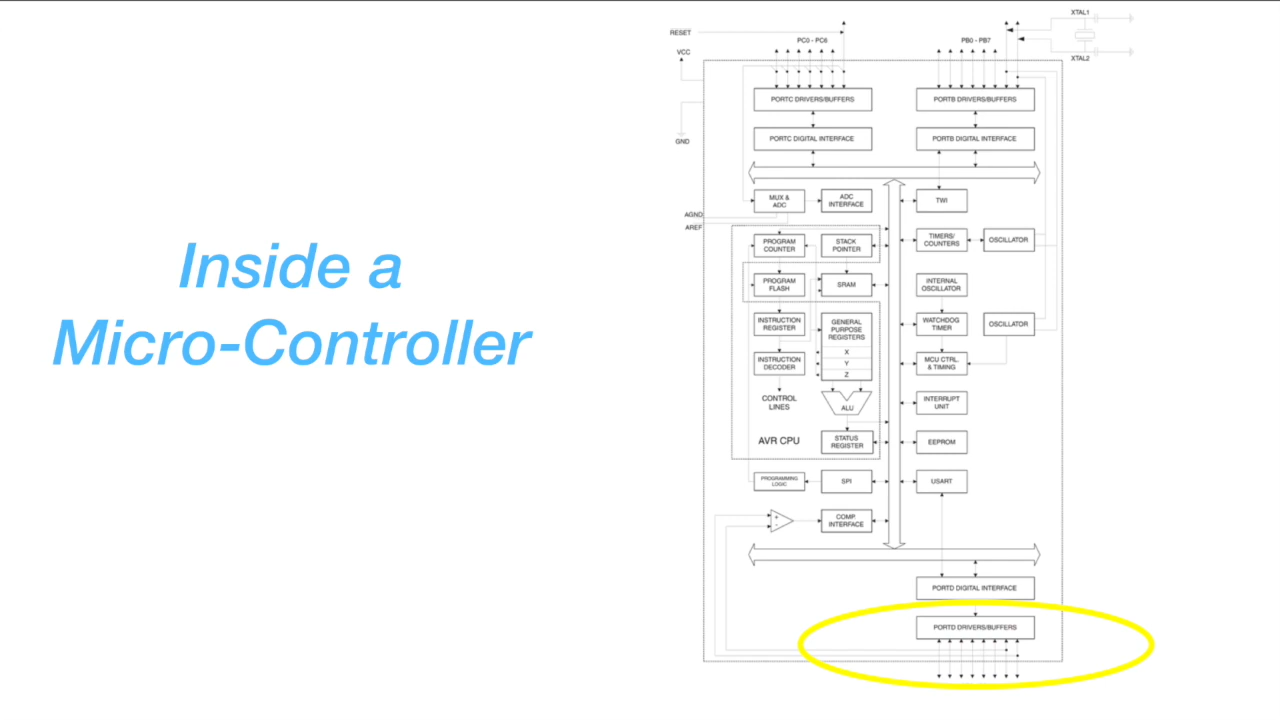 Inside a
Micro-Controller
XTAL1
RESET
PC0 - PC6
PB0 - PB7
VCC
XTAL2
PORTC DRIVERS/BUFFERS
PORTB DRIVERS/BUFFERS
GND
PORTC DIGITAL INTERFACE
PORTB DIGITAL INTERFACE
MUX &
ADC
ADC
INTERFACE
TWI
AGND
AREF
PROGRAM
COUNTER
STACK
POINTER
TIMERS/
COUNTERS
OSCILLATOR
PROGRAM
FLASH
SRAM
INTERNAL
OSCILLATOR
INSTRUCTION
REGISTER
GENERAL
PURPOSE
REGISTERS
X
Y
Z
WATCHDOG
TIMER
OSCILLATOR
INSTRUCTION
DECODER
MCU CTRL.
& TIMING
CONTROL
LINES
ALU
INTERRUPT
UNIT
AVR CPU
STATUS
REGISTER
EEPROM
PROGRAMMING
LOGIC
SPI
USART
+
-
COMP.
INTERFACE
PORTD DIGITAL INTERFACE
PORTD DRIVERS/BUFFERS